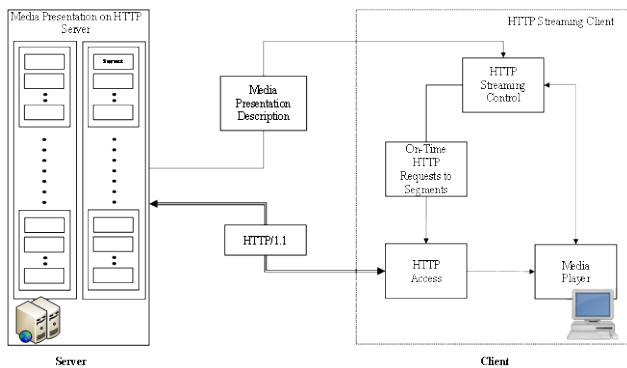 Media Presentation on HTTP
Server
Segment
Media
Presentation
Description
HTTP/1.1
HTTP Streaming Client
HTTP
Streaming
Control
On-Time
HTTP
Requests to
Segments
HTTP
Access
Media
Player
Server
Client